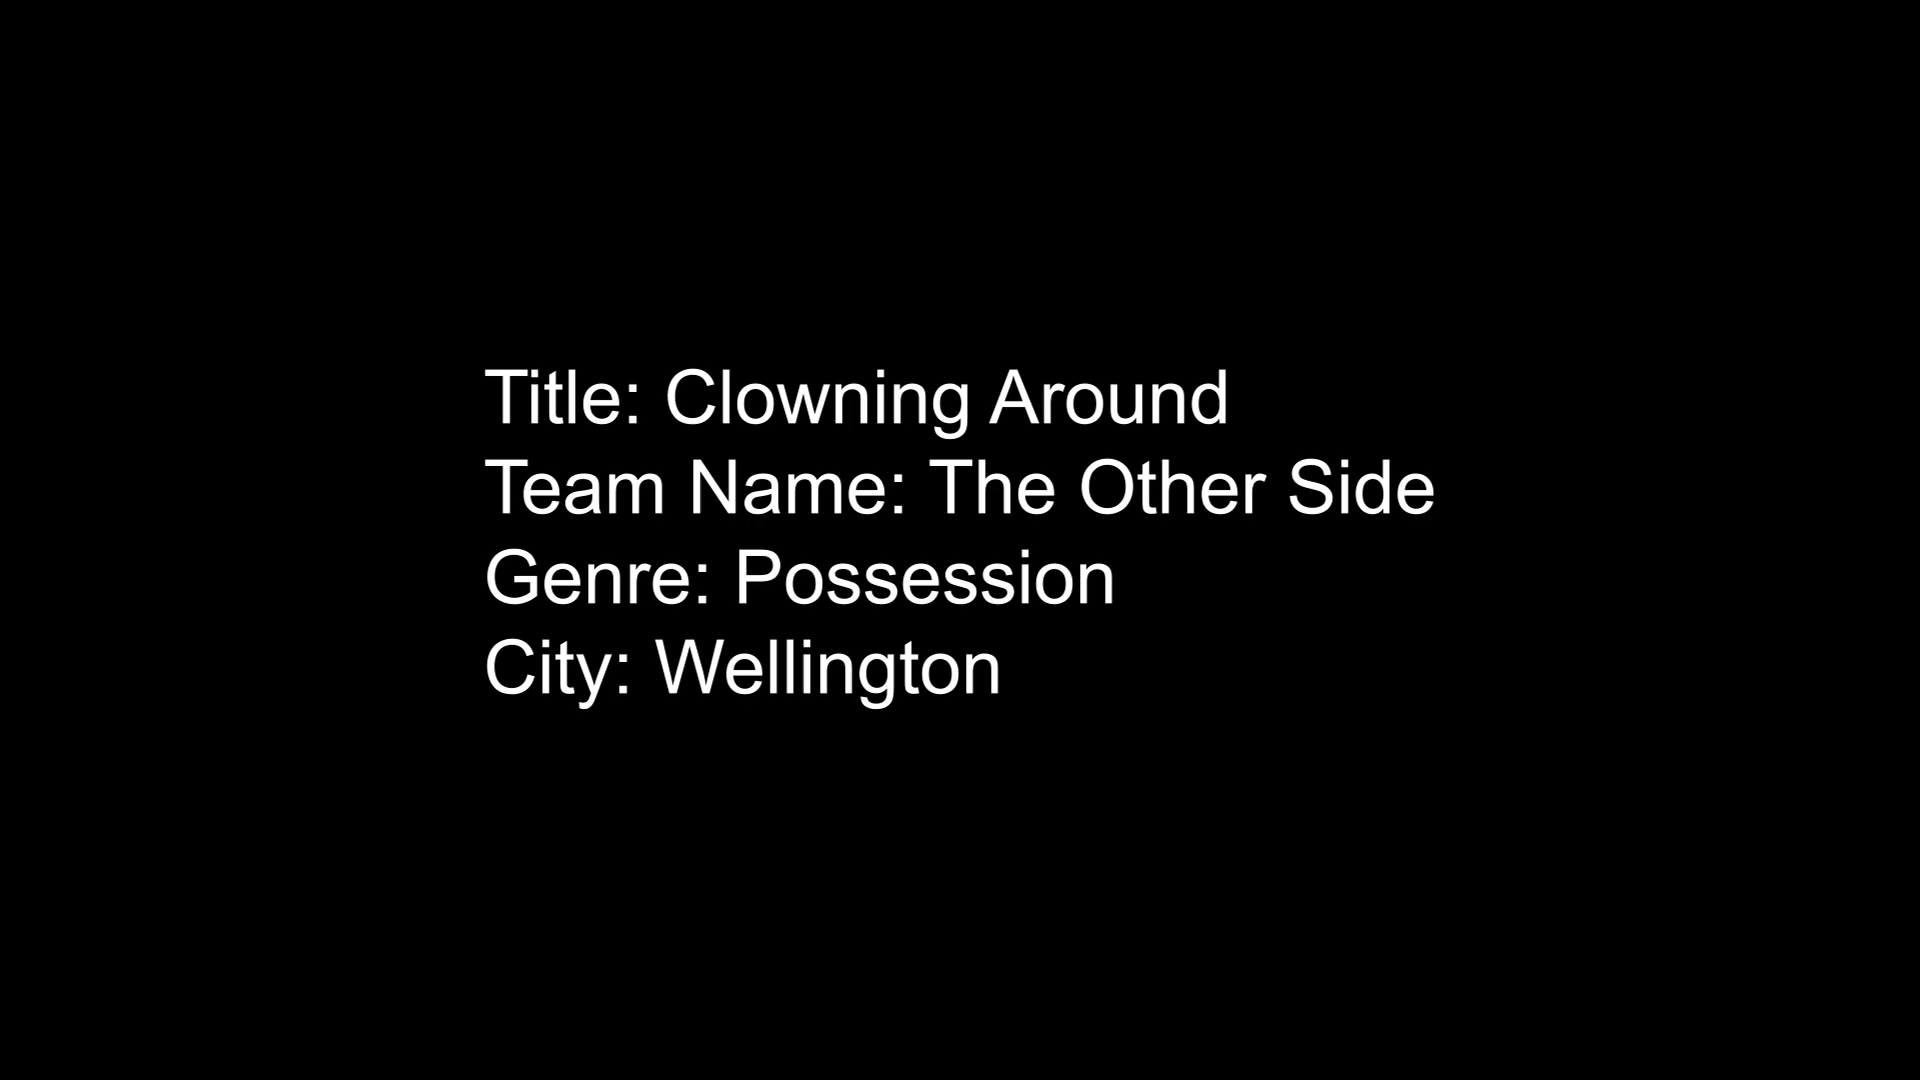 Title: Clowning Around
Team Name: The Other Side
Genre: Possession
City: Wellington